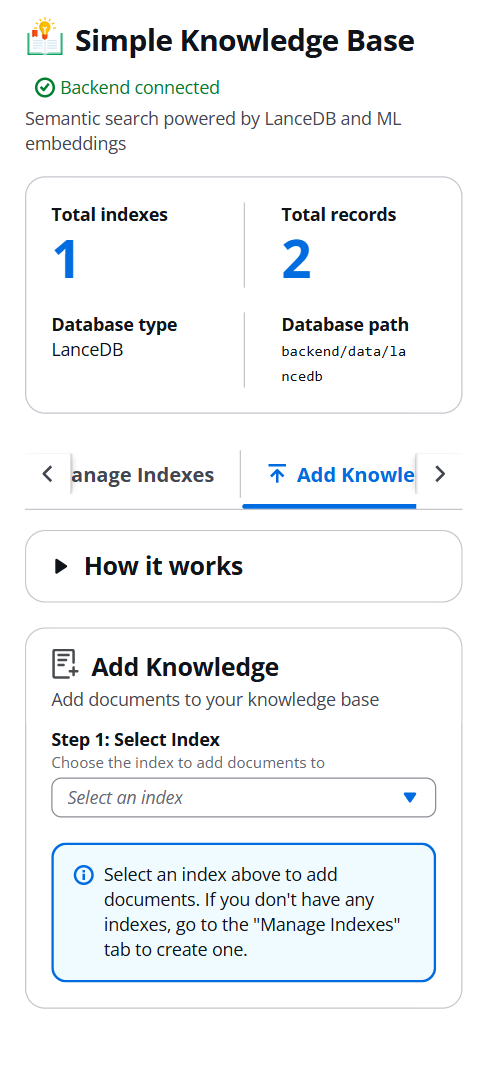 Simple Knowledge Base
Backend connected
Semantic search powered by LanceDB and ML
embeddings
Total indexes
1
Total records
2
Database type
LanceDB
Database path
backend/data/la
ncedb
anage Indexes
Add Knowle
How it works
Add Knowledge
Add documents to your knowledge base
Step 1: Select Index
Choose the index to add documents to
Select an index
Select an index above to add
documents. If you don't have any
indexes, go to the "Manage Indexes"
tab to create one.